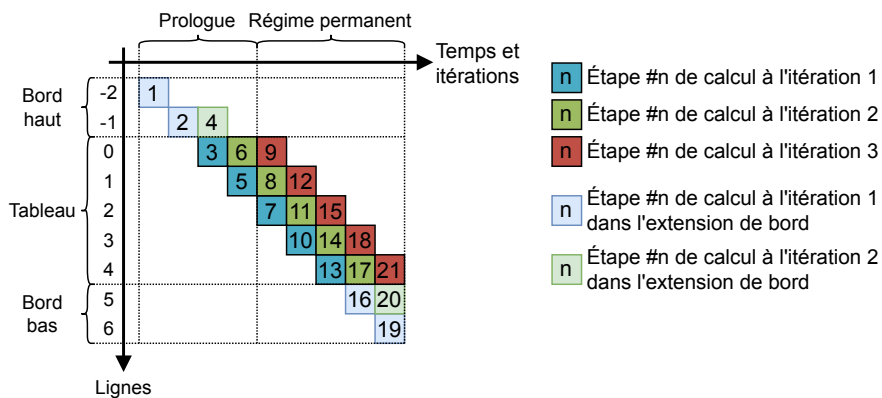 Prologue Régime permanent
Temps et
itérations
Bord
haut
-2
1
-1
2 4
Tableau
0
3 6 9
1
5 8 12
2
7 11 15
3
10 14 18
4
13 17 21
Bord
bas
5
16 20
6
19
Lignes
n Étape #n de calcul à l'itération 1
n Étape #n de calcul à l'itération 2
n Étape #n de calcul à l'itération 3
n Étape #n de calcul à l'itération 1
dans l'extension de bord
n Étape #n de calcul à l'itération 2
dans l'extension de bord